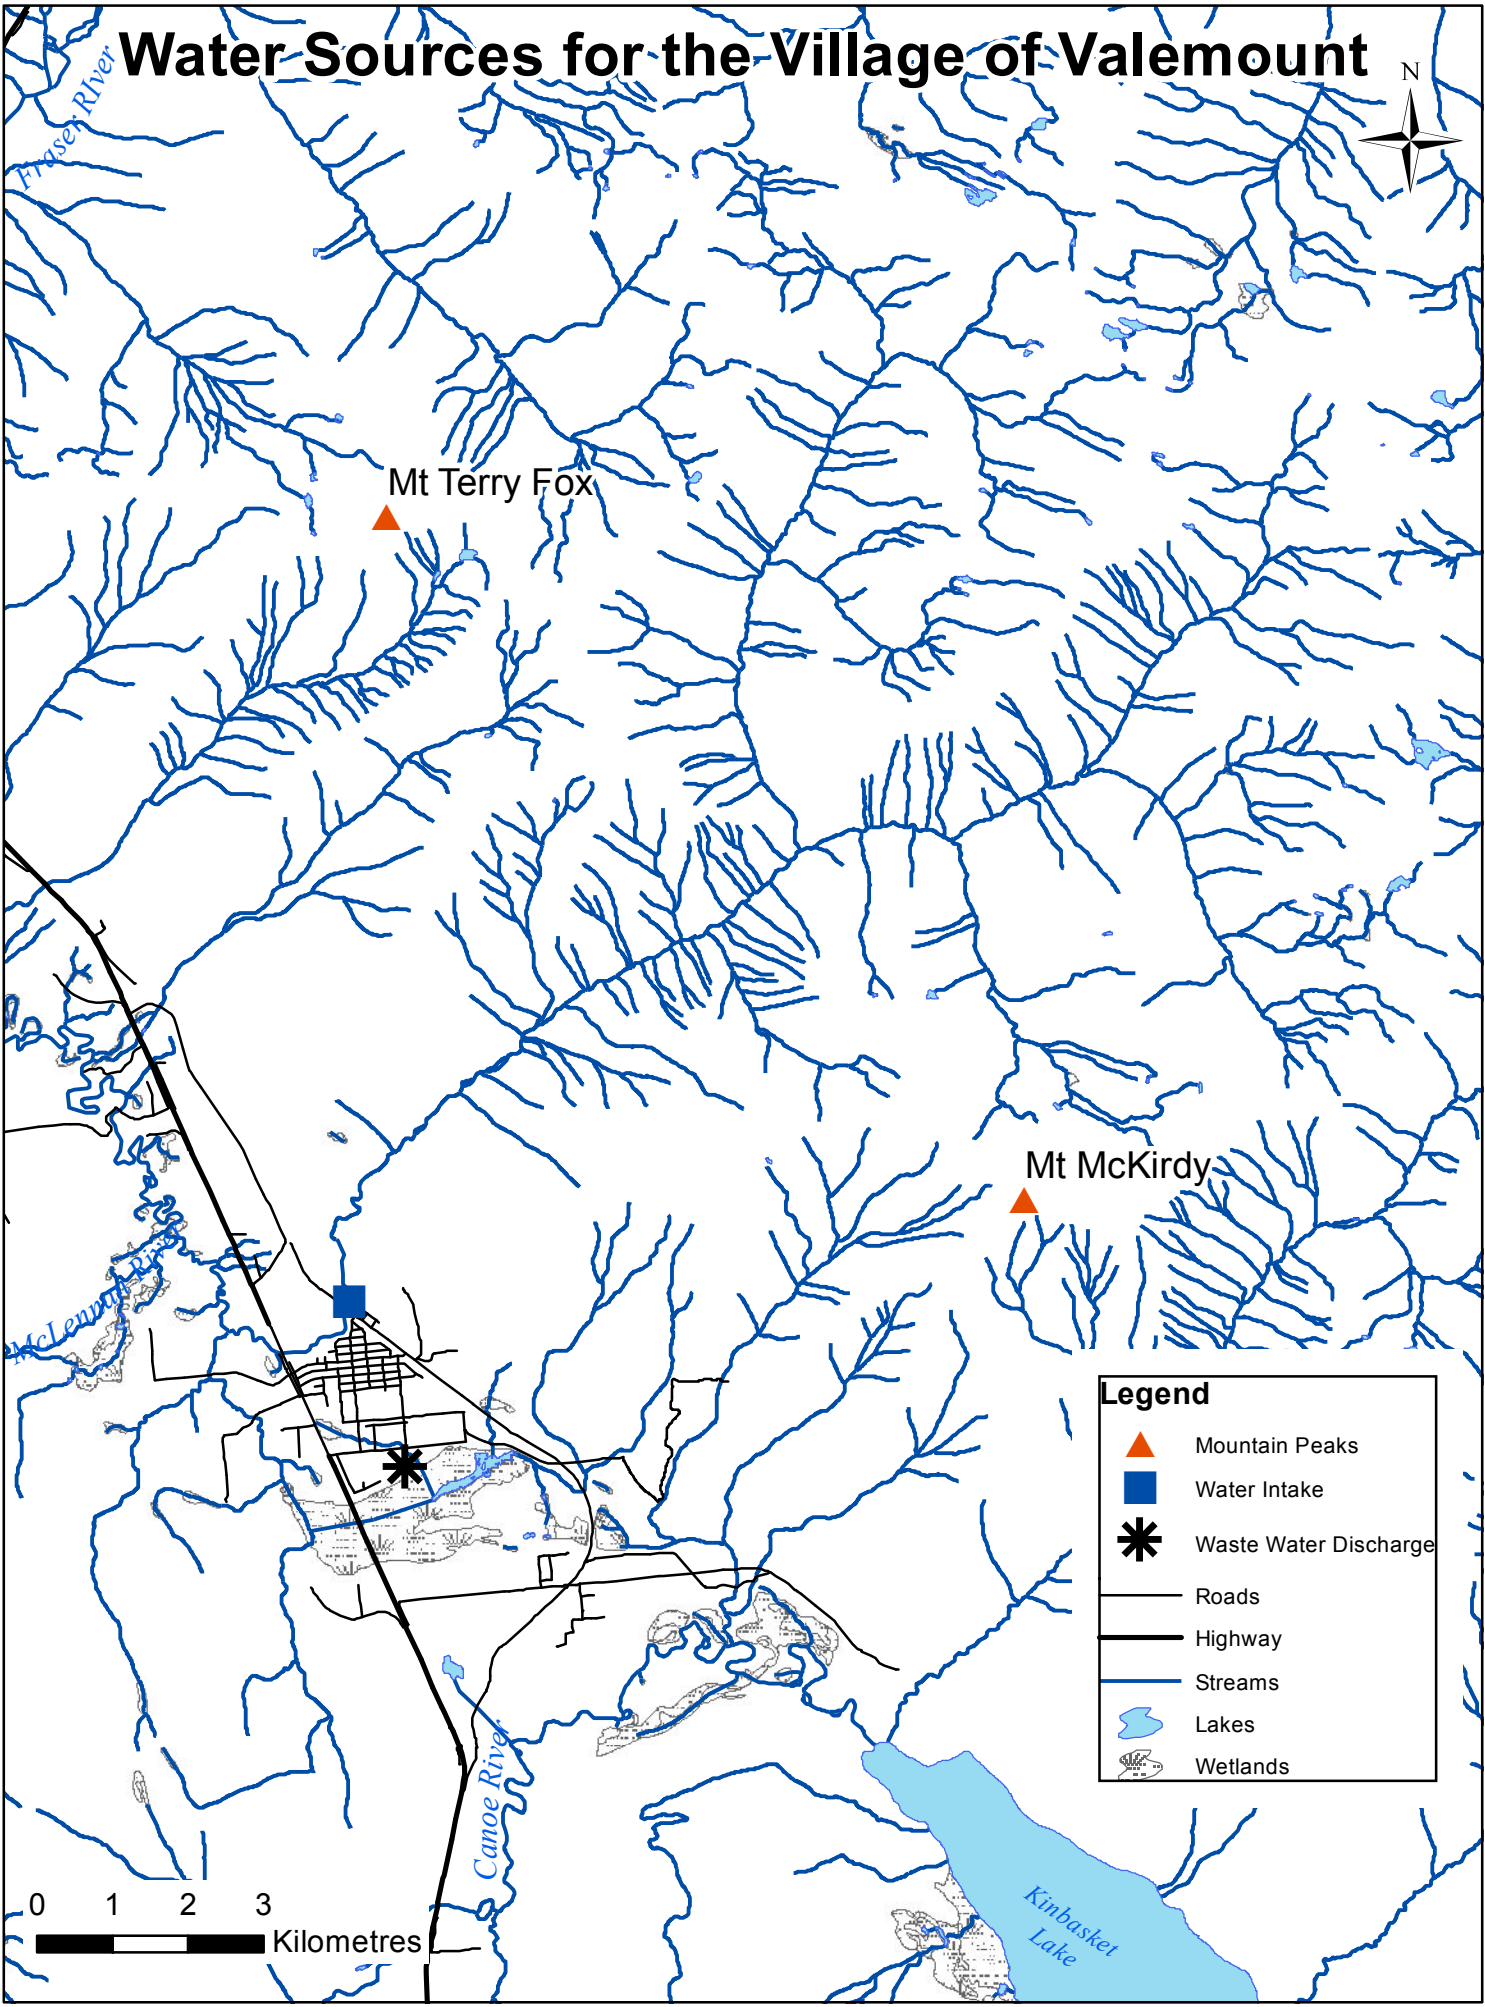 Water Sources for the Village of Valemount
N
Fraser RIver
Mt Terry Fox
Mt McKirdy
McLennan River
Legend
Mountain Peaks
Water Intake
Waste Water Discharge
Roads
Highway
Streams
Lakes
Wetlands
Canoe River
Kinbasket
Lake
0 1 2 3
Kilometres